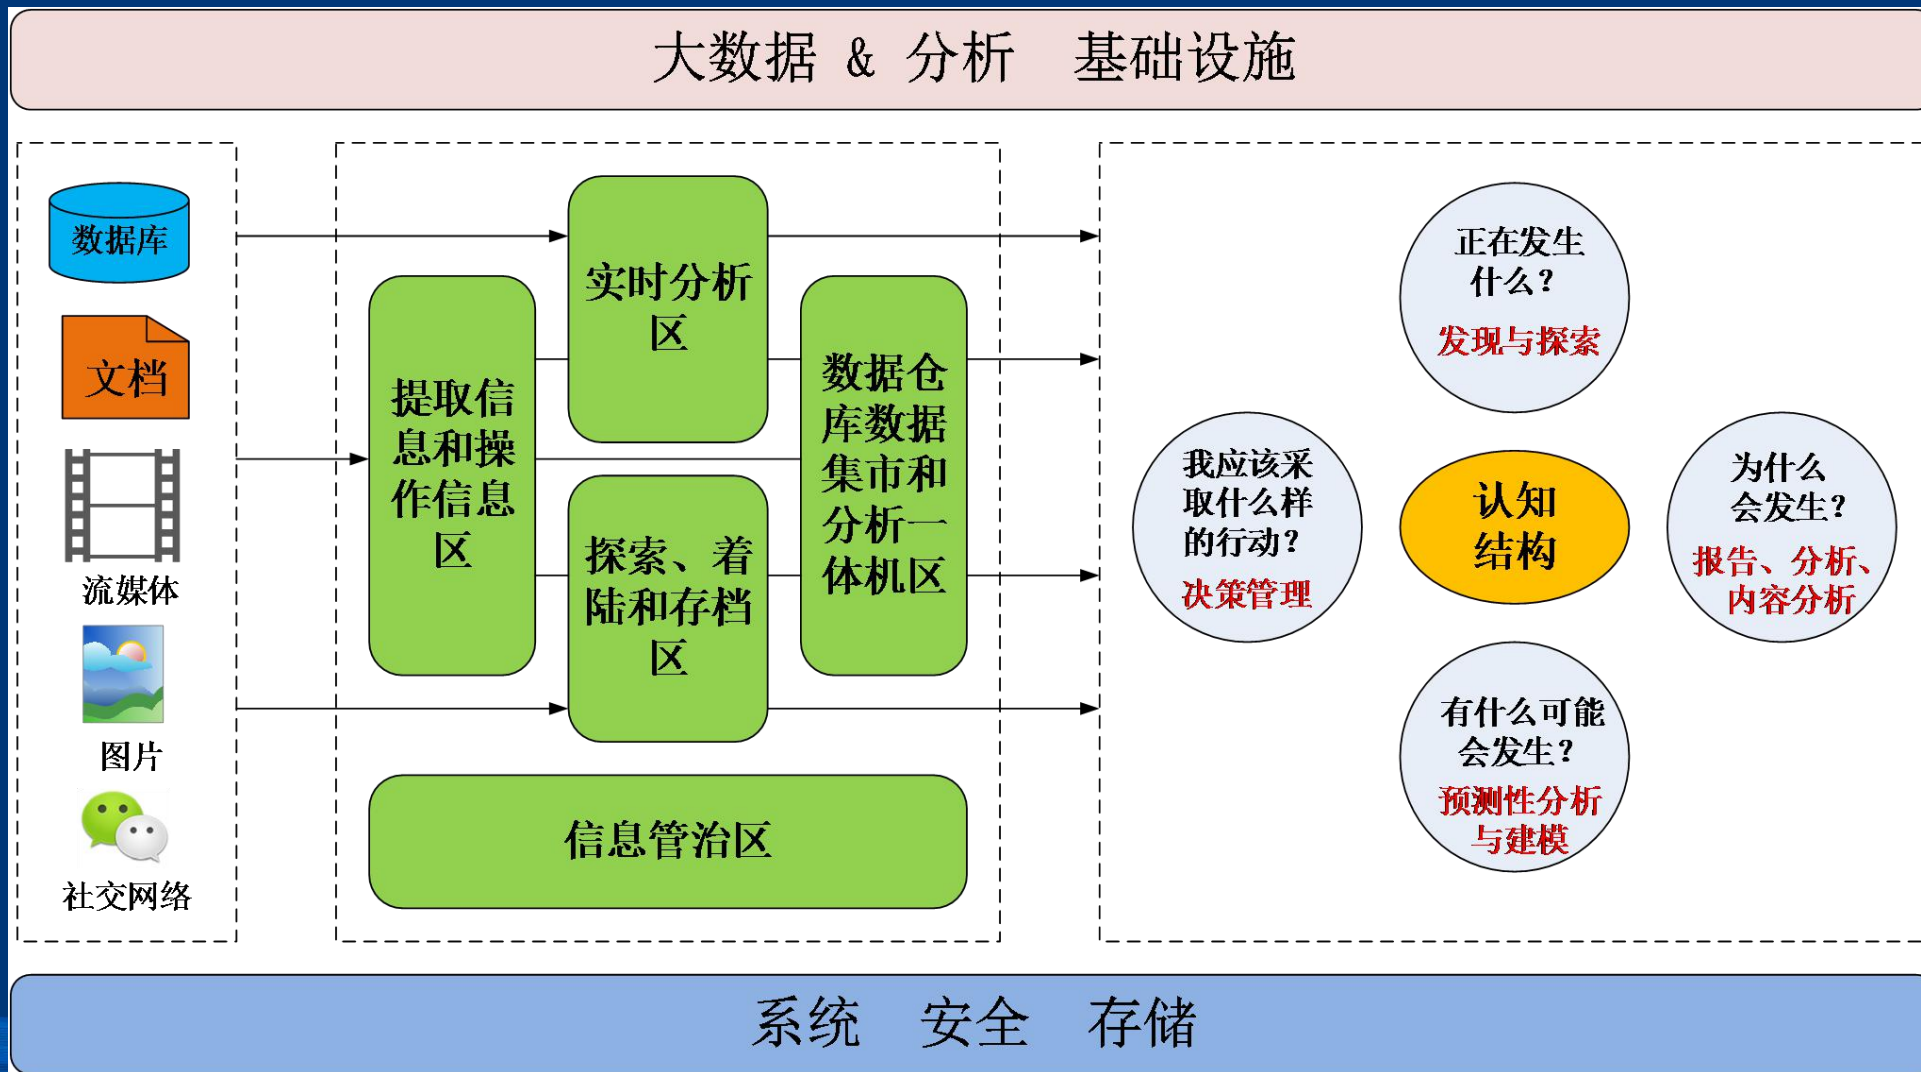 大数据 & 分析 基础设施
数据库
文档
流媒体
图片
社交网络
提取信
息和操
作信息
区
实时分析
区
探索、着
陆和存档
区
数据仓
库数据
集市和
分析一
体机区
信息管治区
正在发生
什么?
发现与探索
我应该采
取什么样
的行动?
决策管理
认知
结构
为什么
会发生?
报告、分析、
内容分析
有什么可能
会发生?
预测性分析
与建模
系统 安全 存储